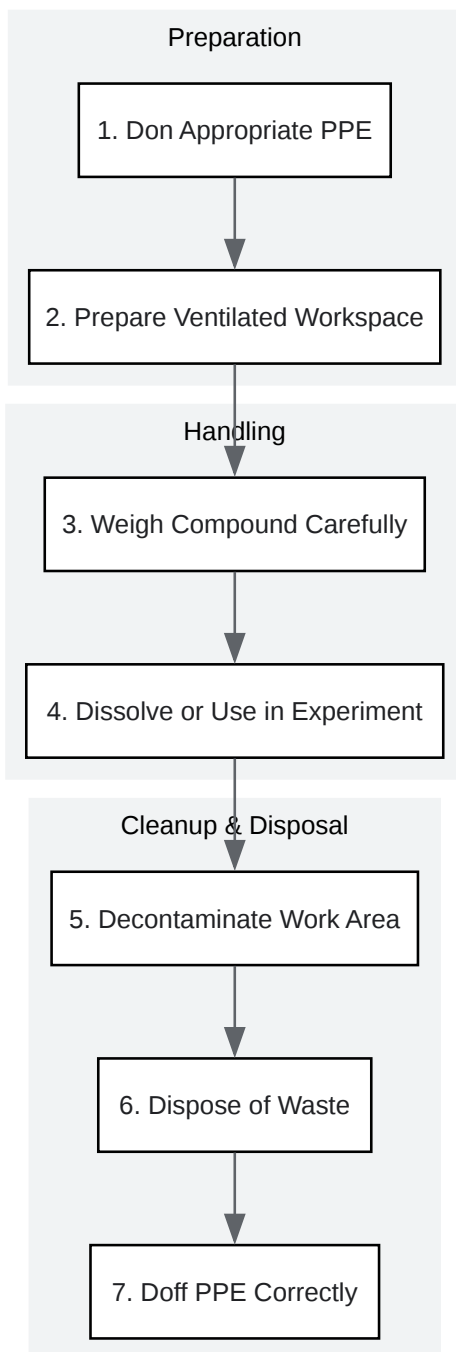 Preparation
1. Don Appropriate PPE
2. Prepare Ventilated Workspace
Handling
3. Weigh Compound Carefully
4. Dissolve or Use in Experiment
Cleanup & Disposal
5. Decontaminate Work Area
6. Dispose of Waste
7. Doff PPE Correctly